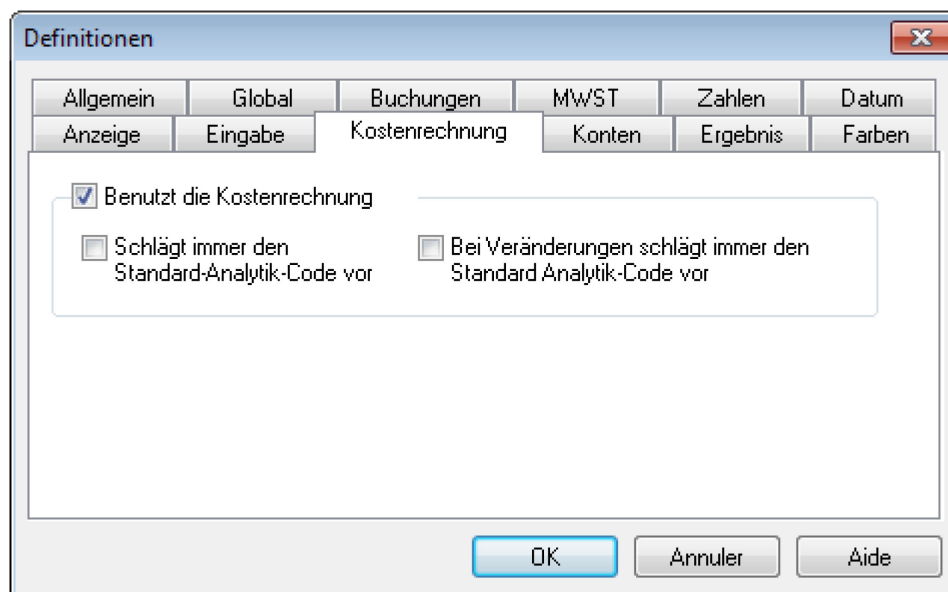 Definitionen
Allgemein Global Buchungen MWST Zahlen Datum
Anzeige Eingabe Kostenrechnung Konten Ergebnis Farben
Benutzt die Kostenrechnung
Schlägt immer den
Standard-Analytik-Code vor
Bei Veränderungen schlägt immer den
Standard Analytik-Code vor
OK Annuler Aide